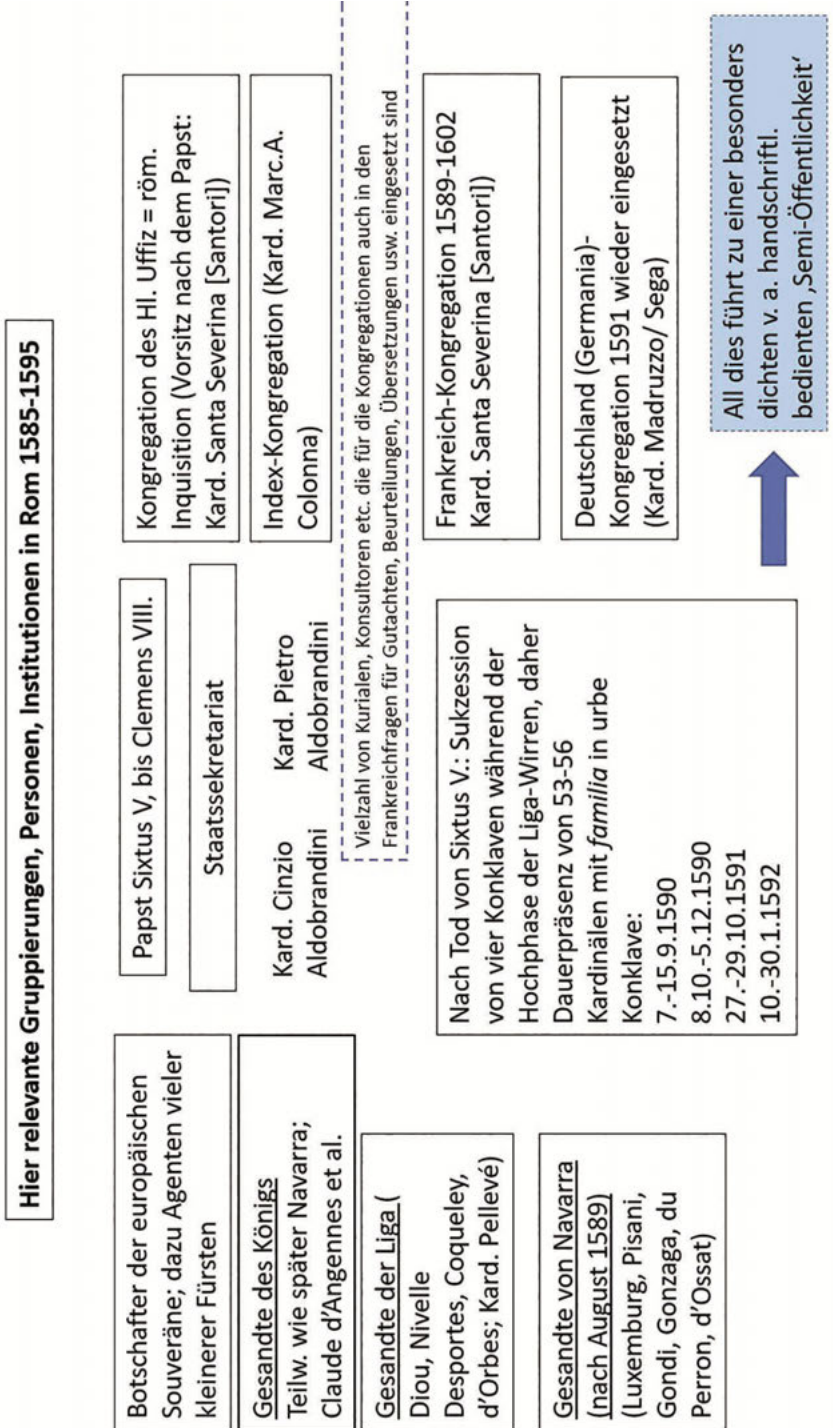 Hier relevante Gruppierungen, Personen, Institutionen in Rom 1585-1595
Botschafter der europäischen
Souveräne; dazu Agenten vieler
kleinerer Fürsten
Gesandte des Königs
Teilw. wie später Navarra;
Claude d’Angennes et al.
Gesandte der Liga (
Diou, Nivelle
Desportes, Coqueley,
d’Orbes; Kard. Pellevé)
Gesandte von Navarra
(nach August 1589)
(Luxemburg, Pisani,
Gondi, Gonzaga, du
Perron, d’Ossat)
Papst Sixtus V, bis Clemens VIII.
Staatssekretariat
Kard. Cinzio
Aldobrandini
Kard. Pietro
Aldobrandini
Kongregation des Hl. Uffiz = röm.
Inquisition (Vorsitz nach dem Papst:
Kard. Santa Severina [Santorij])
Index-Kongregation (Kard. Marc.A.
Colonna)
Vielzahl von Kurialen, Konsultoren etc. die für die Kongregationen auch in den
Frankreichfragen für Gutachten, Beurteilungen, Übersetzungen usw. eingesetzt sind
Nach Tod von Sixtus V.: Sukzession
von vier Konklaven während der
Hochphase der Liga-Wirren, daher
Dauerpräsenz von 53-56
Kardinälen mit familia in urbe
Konklave:
7.-15.9.1590
8.10.-5.12.1590
27.-29.10.1591
10.-30.1.1592
Frankreich-Kongregation 1589-1602
Kard. Santa Severina [Santorij])
Deutschland (Germania)-
Kongregation 1591 wieder eingesetzt
(Kard. Madruzzo/ Sega)
All dies führt zu einer besonders
dichten v. a. handschriftl.
bedienten ‚Semi-Öffentlichkeit‘